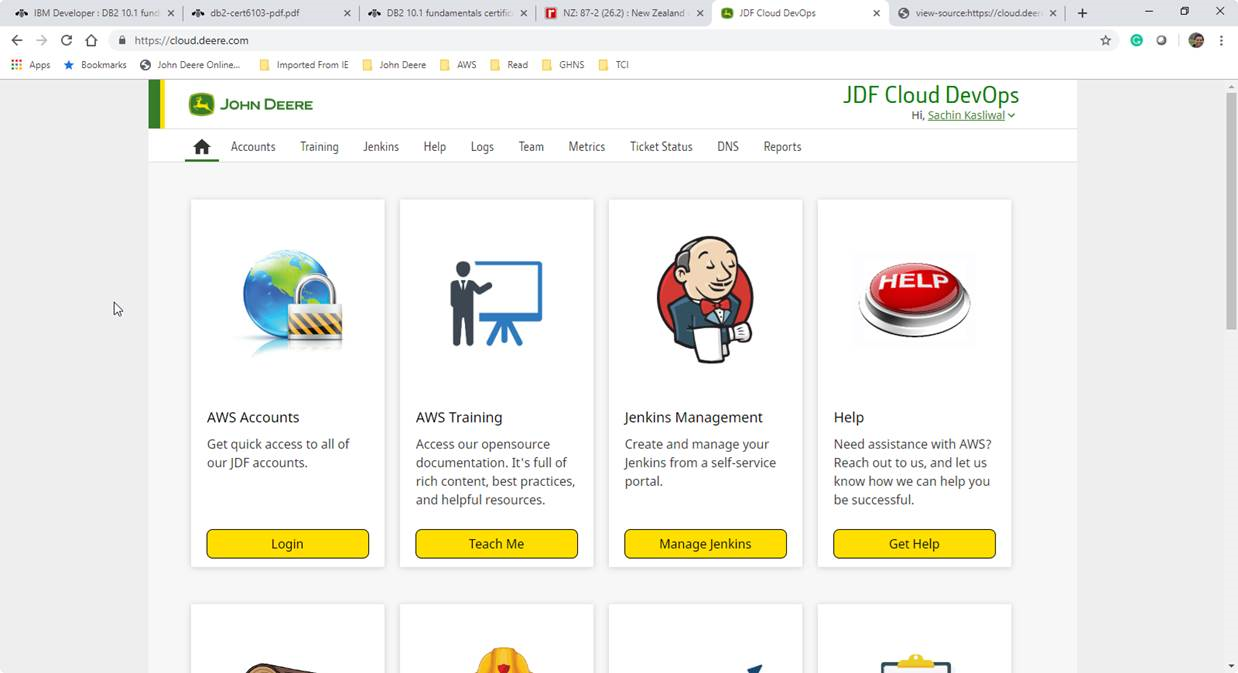 IBM Developer : DB2 10.1 fund
db2-cert6103-pdf.pdf
DB2 10.1 fundamentals certific
NZ: 87-2 (26.2) : New Zealand
JDF Cloud DevOps
view-source:https://cloud.deer
https://cloud.deere.com
Apps
Bookmarks
John Deere Online...
Imported From IE
John Deere
AWS
Read
GHNS
TCI
JOHN DEERE
JDF Cloud DevOps
Hi, Sachin Kasliwal
Accounts
Training
Jenkins
Help
Logs
Team
Metrics
Ticket Status
DNS
Reports
HELP
AWS Accounts
Get quick access to all of
our JDF accounts.
Login
AWS Training
Access our opensource
documentation. It's full of
rich content, best practices,
and helpful resources.
Teach Me
Jenkins Management
Create and manage your
Jenkins from a self-service
portal.
Manage Jenkins
Help
Need assistance with AWS?
Reach out to us, and let us
know how we can help you
be successful.
Get Help